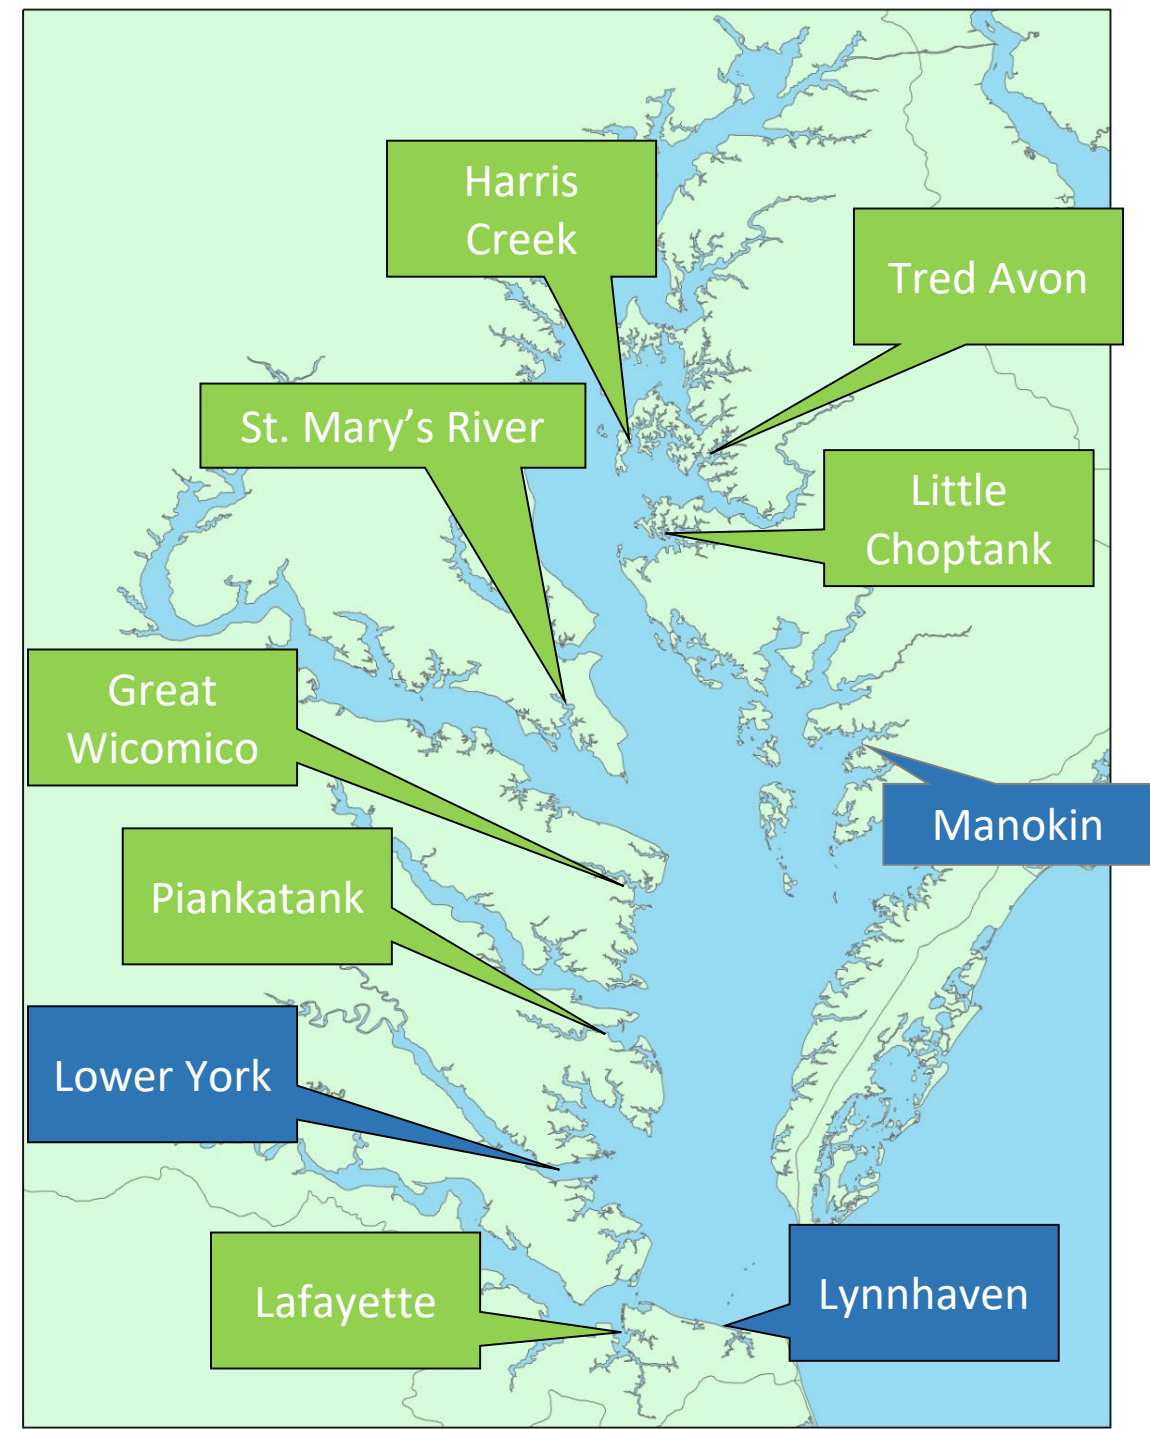 Harris
Creek
Tred Avon
St. Mary’s River
Little
Choptank
Great
Wicomico
Manokin
Piankatank
Lower York
Lafayette
Lynnhaven